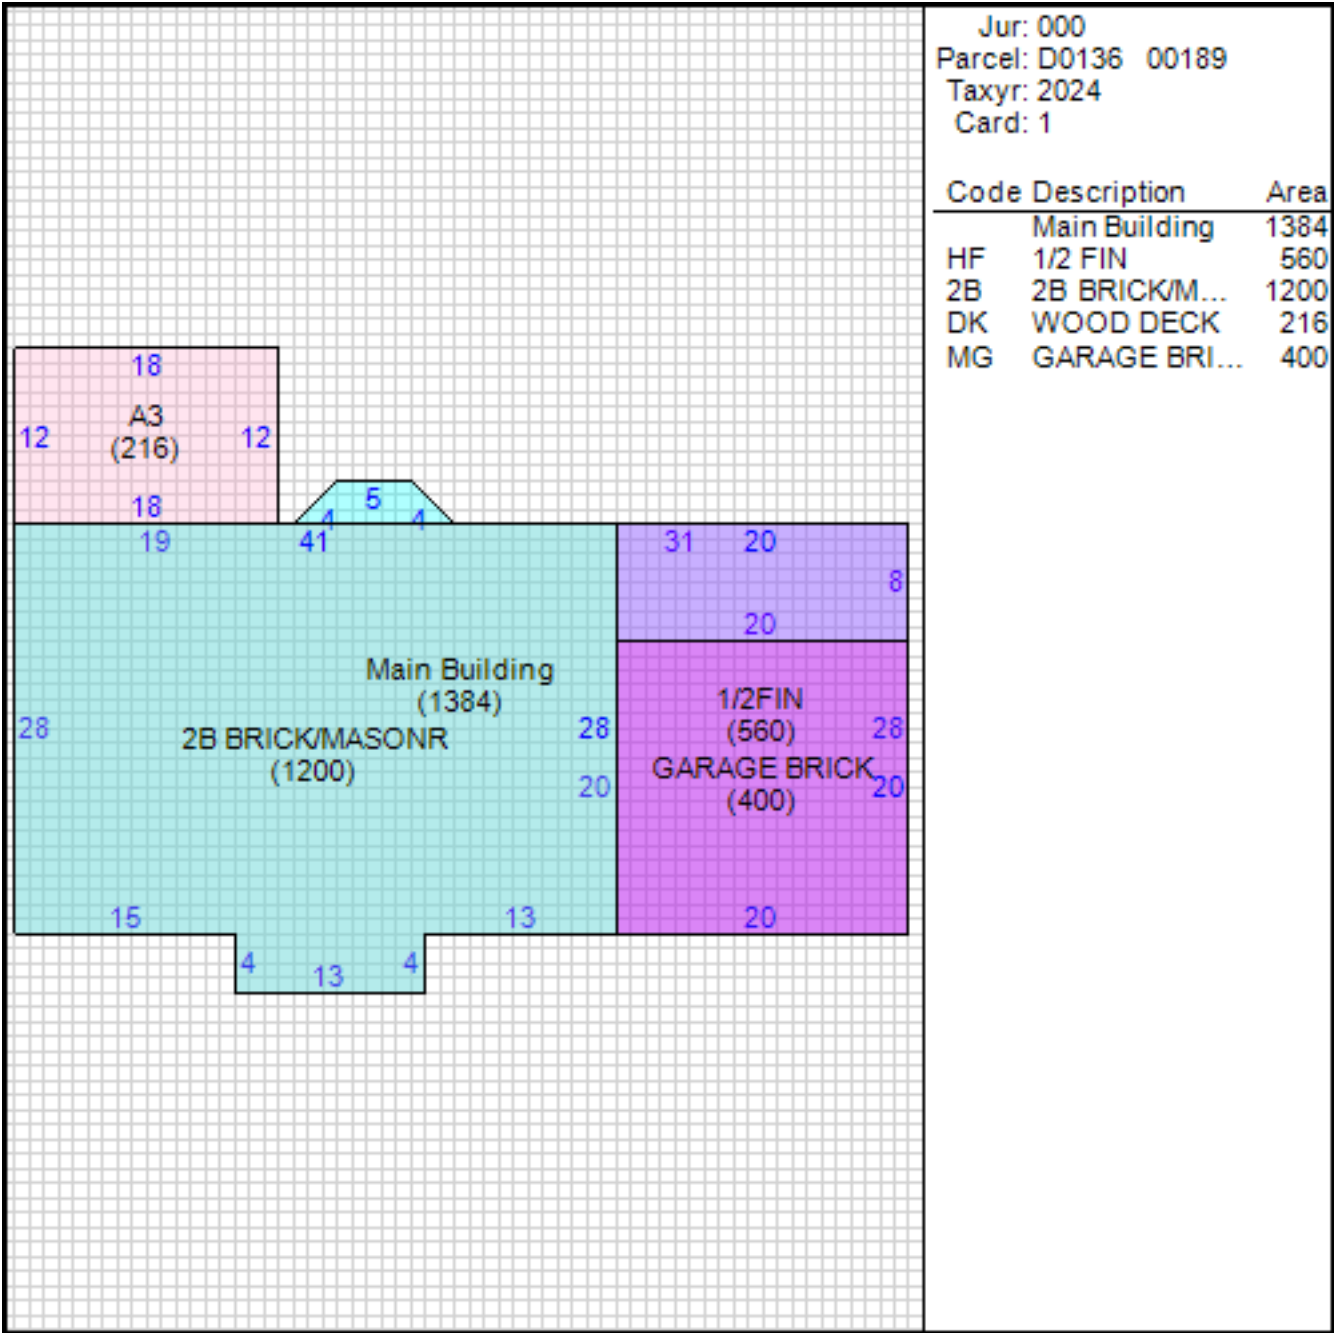 Jur: 000
Parcel: D0136 00189
Taxyr: 2024
Card: 1
Code Description Area
Main Building 1384
HF 1/2 FIN 560
2B 2B BRICK/M... 1200
DK WOOD DECK 216
MG GARAGE BRI... 400
18
A3
12 (216) 12
18
5
4 4
19 41 31 20
8
20
Main Building
(1384)
1/2FIN
28 28 (560) 28
2B BRICK/MASONR
(1200)
GARAGE BRICK
20 (400) 20
15 13 20
4 13 4